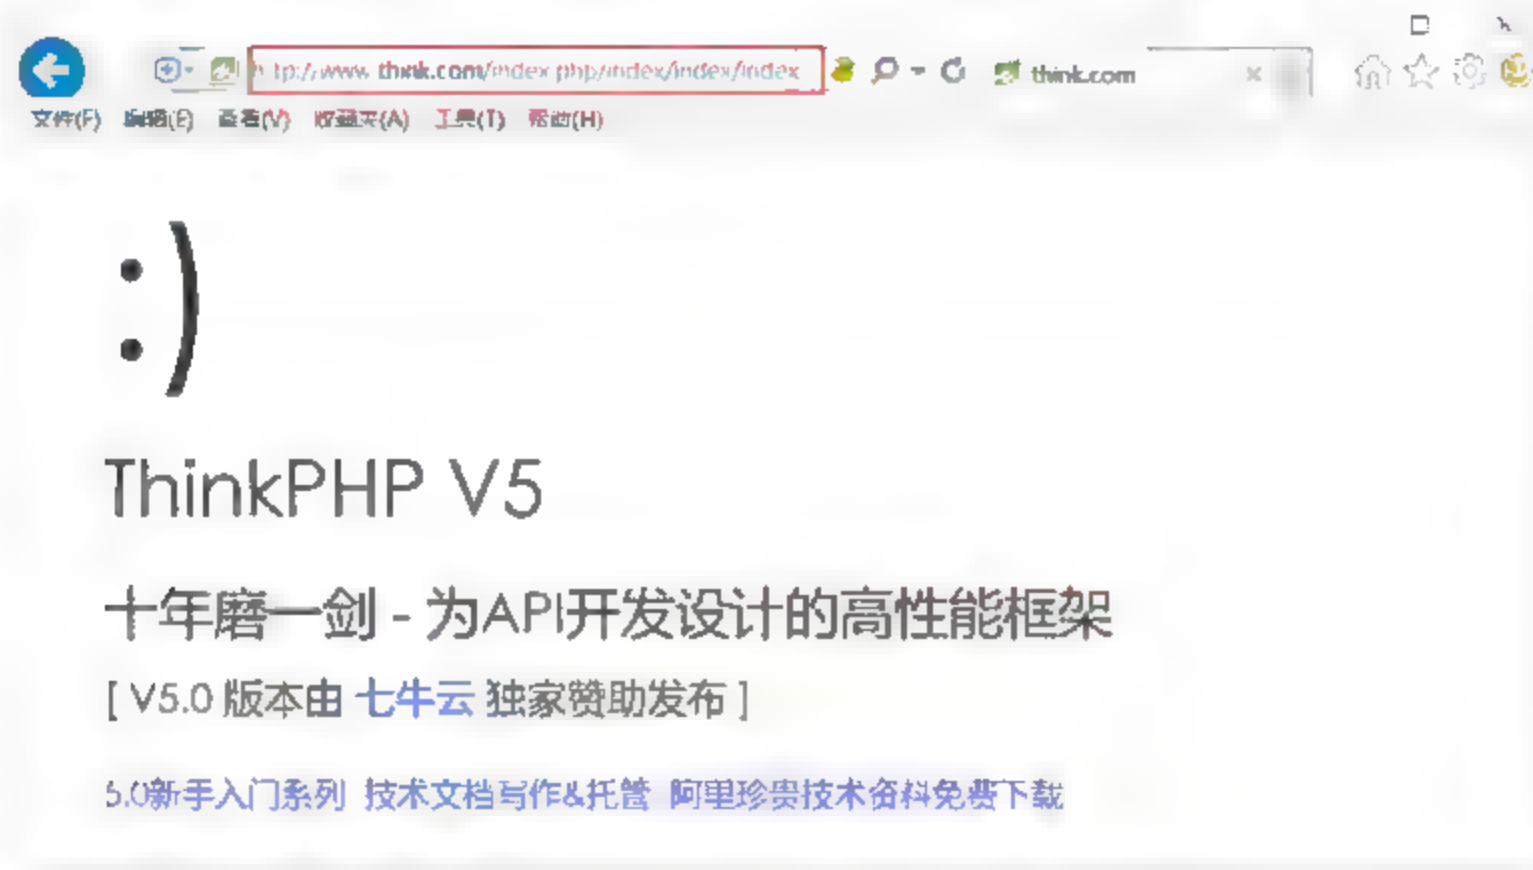 tp://www.think.com/index.php/index/index/index think.com
文件(F) 编辑(E) 查看(V) 收藏夹(A) 工具(T) 帮助(H)
:)
ThinkPHP V5
十年磨一剑 - 为API开发设计的高性能框架
[ V5.0 版本由 七牛云 独家赞助发布 ]
5.0新手入门系列 技术文档写作&托管 阿里珍贵技术资料免费下载